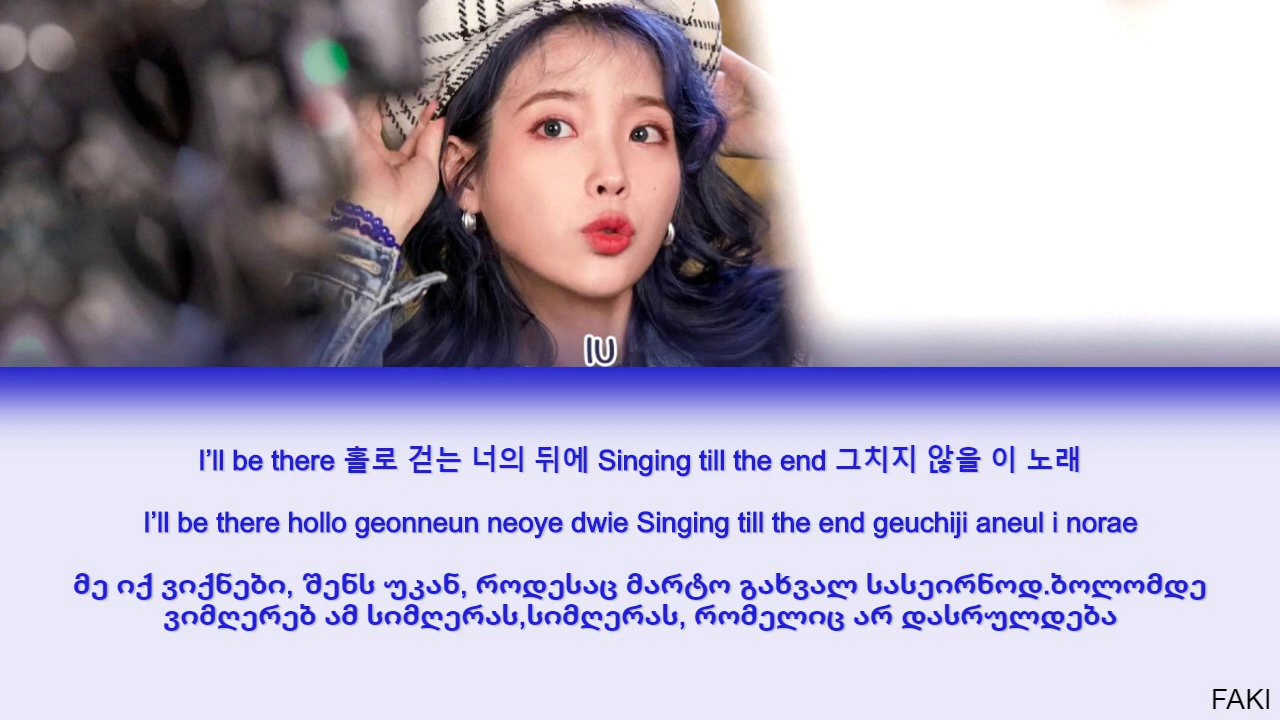 IU
I’ll be there 홀로 걷는 너의 뒤에 Singing till the end 그치지 않을 이 노래
I’ll be there hollo geonneun neoye dwie Singing till the end geuchiji aneul i norae
მე იქ ვიქნები, შენს უკან, როდესაც მარტო გახვალ სასეირნოდ.ბოლომდე
ვიმღერებ ამ სიმღერას,სიმღერას, რომელიც არ დასრულდება
FAKI